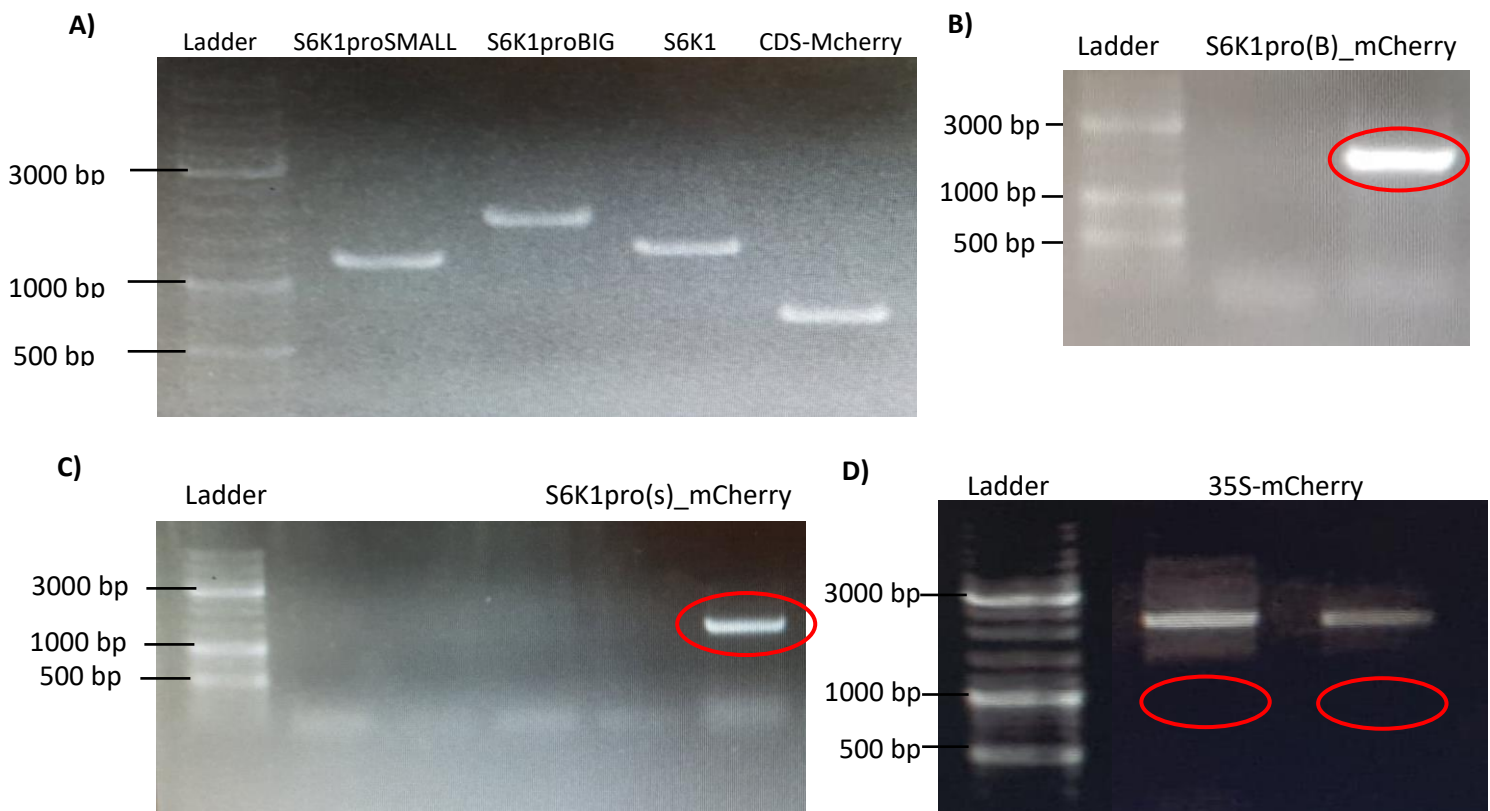 A)
Ladder S6K1proSMALL S6K1proBIG S6K1 CDS-Mcherry
3000 bp
1000 bp
500 bp
B)
Ladder S6K1pro(B)_mCherry
3000 bp
1000 bp
500 bp
C)
Ladder S6K1pro(s)_mCherry
3000 bp
1000 bp
500 bp
D)
Ladder 35S-mCherry
3000 bp
1000 bp
500 bp